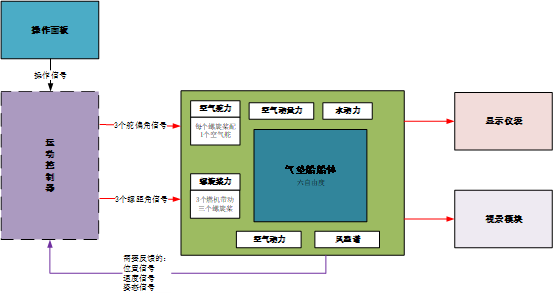 操作面板
操作信号
运动控制器
3个舵偏角信号
3个螺距角信号
空气舵力
每个螺旋桨配
1个空气舵
空气动量力
水动力
气垫船船体
六自由度
螺旋桨力
3个燃机带动
三个螺旋桨
空气动力
风双谱
显示仪表
视景模块
需要反馈的:
位置信号
速度信号
姿态信号